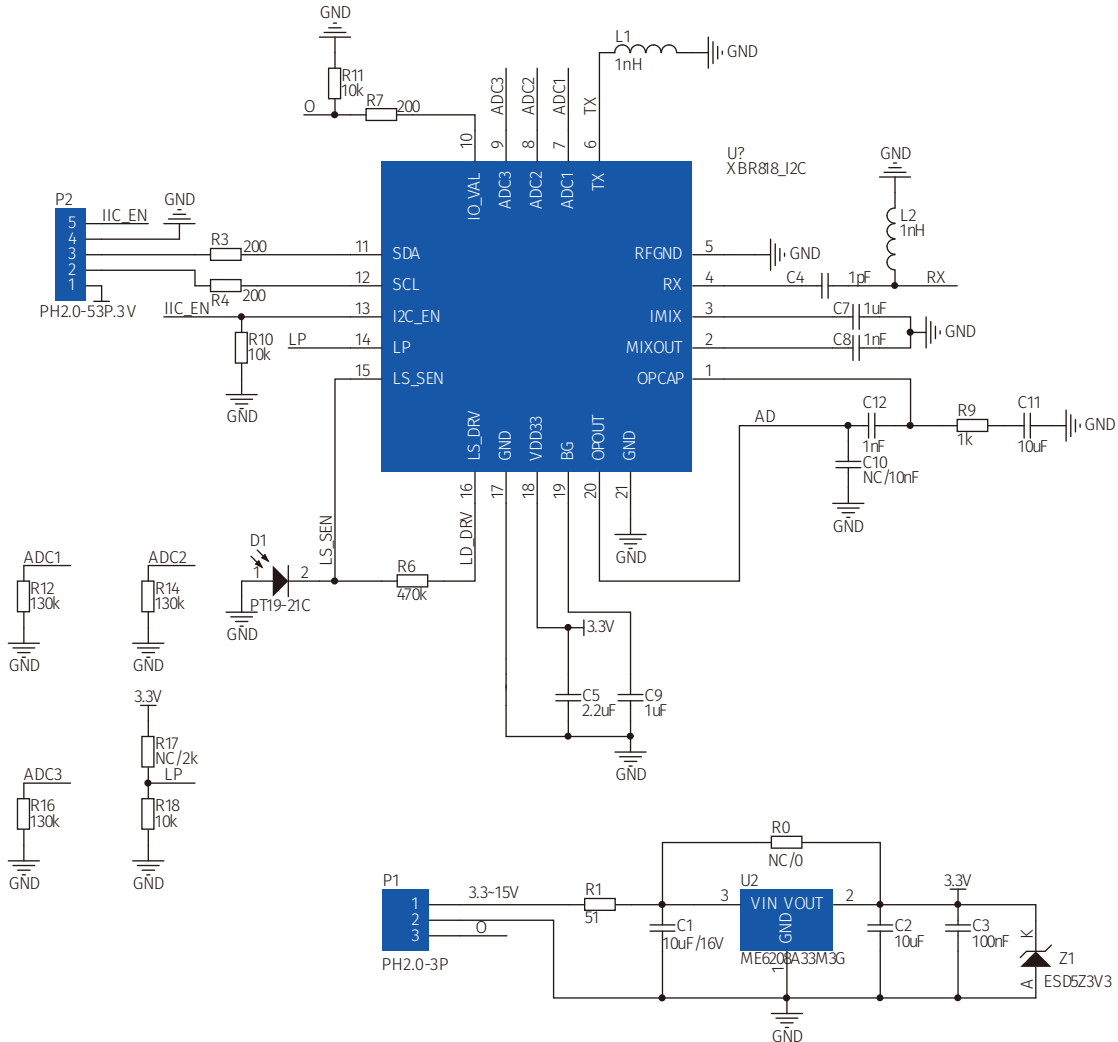 GND
L1
1nH
GND
R11
10k
O
R7
200
ADC3
ADC2
ADC1
TX
10
9
8
7
6
U?
XBR818_I2C
GND
IO_VAL
ADC3
ADC2
ADC1
TX
P2
GND
IIC_EN
5
4
3
2
1
PH2.0-5
3.3V
R3
200
R4
200
11
SDA
12
SCL
IIC_EN
13
I2C_EN
R10
10k
LP
14
LP
15
LS_SEN
GND
RFGND
5
GND
RX
4
C4
1pF
L2
1nH
RX
IMIX
3
C7
1uF
GND
MIXOUT
2
C8
1nF
OPCAP
1
LS_DRV
GND
VDD33
BG
OPOUT
GND
AD
C12
1nF
R9
1k
C11
10uF
GND
C10
NC/10nF
GND
16
17
18
19
20
21
GND
LS_SEN
LD_DRV
D1
1
2
PT19-21C
GND
R6
470k
ADC1
R12
130k
GND
ADC2
R14
130k
GND
3.3V
C5
2.2uF
C9
1uF
GND
3.3V
R17
NC/2k
ADC3
LP
R16
130k
R18
10k
GND
GND
R0
NC/0
P1
1
2
3
3.3~15V
O
PH2.0-3P
R1
51
C1
10uF/16V
U2
3
VIN
VOUT
2
GND
1
ME6208A33M3G
C2
10uF
3.3V
C3
100nF
K
A
Z1
ESD5Z3V3
GND